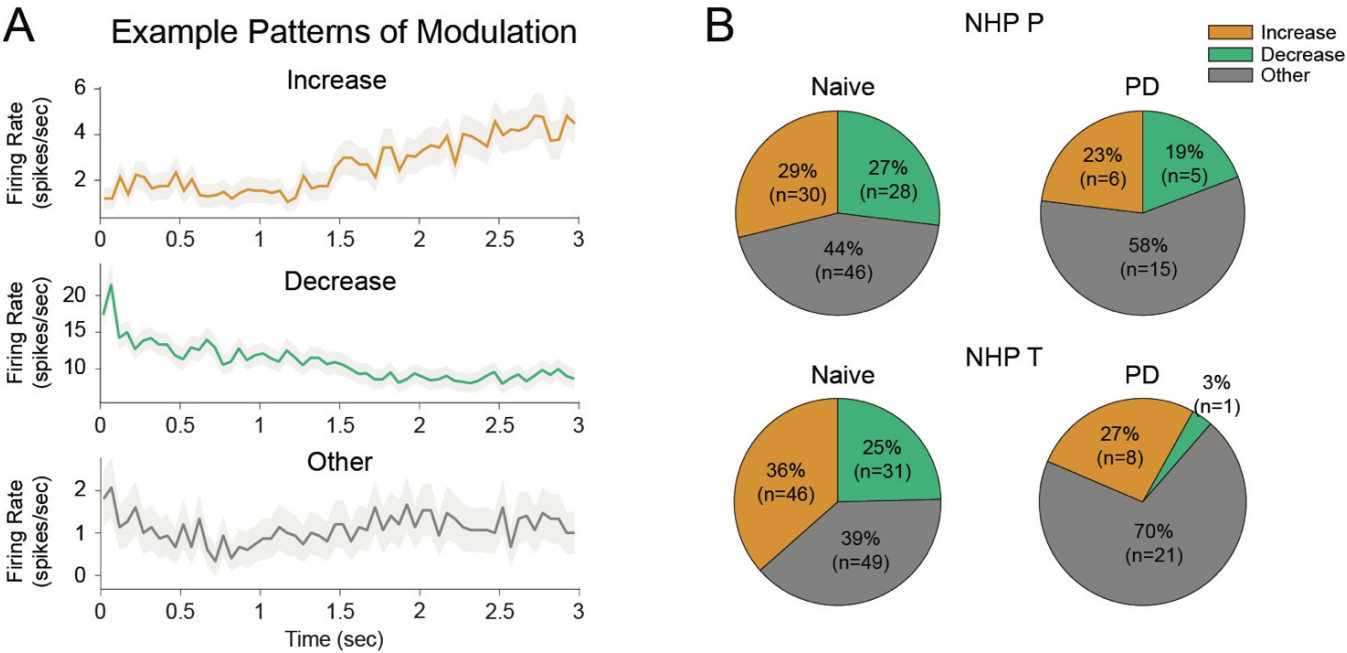 A
Example Patterns of Modulation
Increase
Firing Rate
(spikes/sec)
6
4
2
0 0.5 1 1.5 2 2.5 3
Decrease
Firing Rate
(spikes/sec)
20
15
10
0 0.5 1 1.5 2 2.5 3
Other
Firing Rate
(spikes/sec)
2
1
0
0 0.5 1 1.5 2 2.5 3
Time (sec)
B
NHP P
Increase
Decrease
Other
Naive
29%
(n=30)
27%
(n=28)
44%
(n=46)
PD
23%
(n=6)
19%
(n=5)
58%
(n=15)
NHP T
Naive
36%
(n=46)
25%
(n=31)
39%
(n=49)
PD
3%
(n=1)
27%
(n=8)
70%
(n=21)